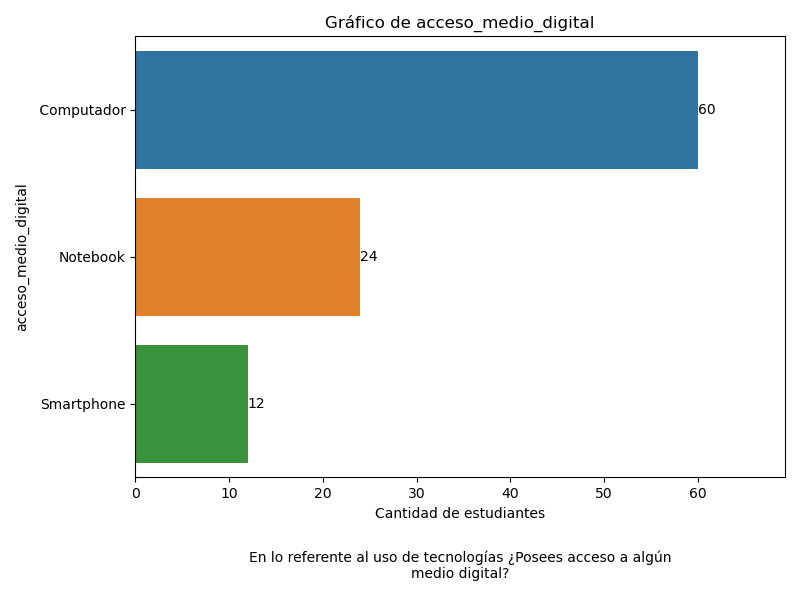 Gráfico de acceso_medio_digital
Computador
60
acceso_medio_digital
Notebook
24
Smartphone
12
0 10 20 30 40 50 60
Cantidad de estudiantes
En lo referente al uso de tecnologías ¿Posees acceso a algún
medio digital?